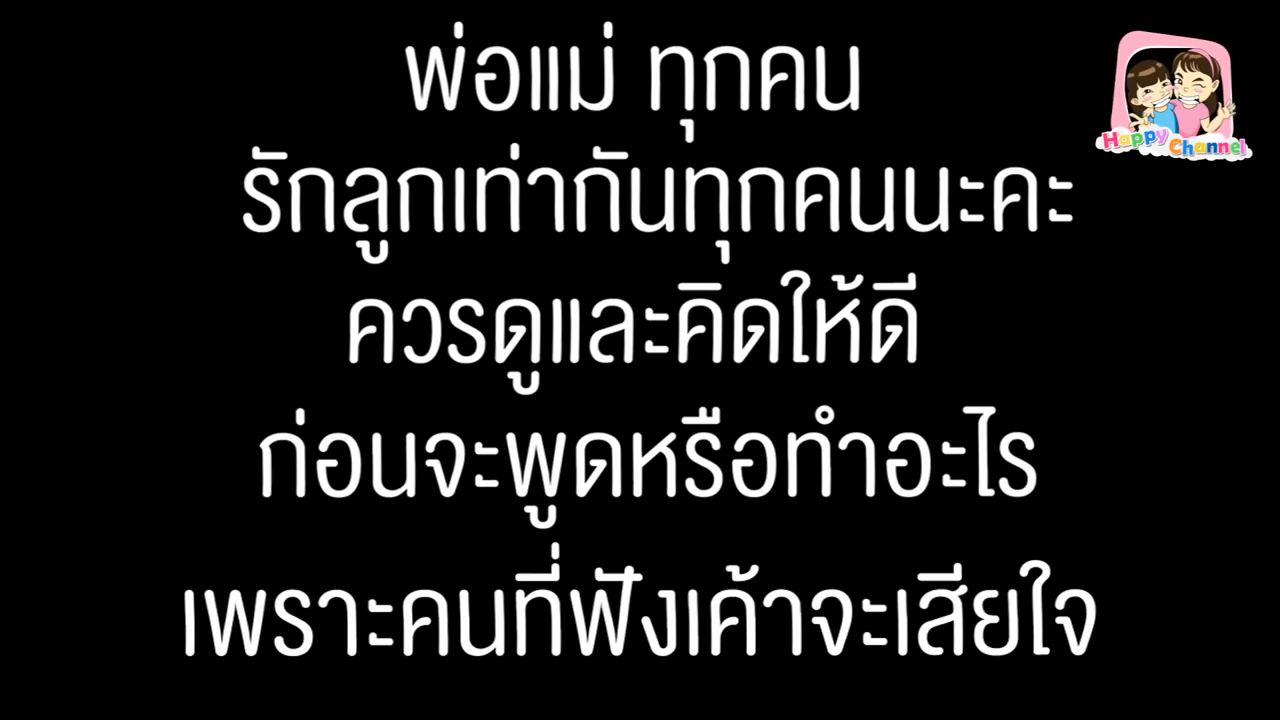 พ่อแม่ ทุกคน
รักลูกเท่ากันทุกคนนะคะ
ควรดูและคิดให้ดี
ก่อนจะพูดหรือทำอะไร
เพราะคนที่ฟังเค้าจะเสียใจ
Happy Channel